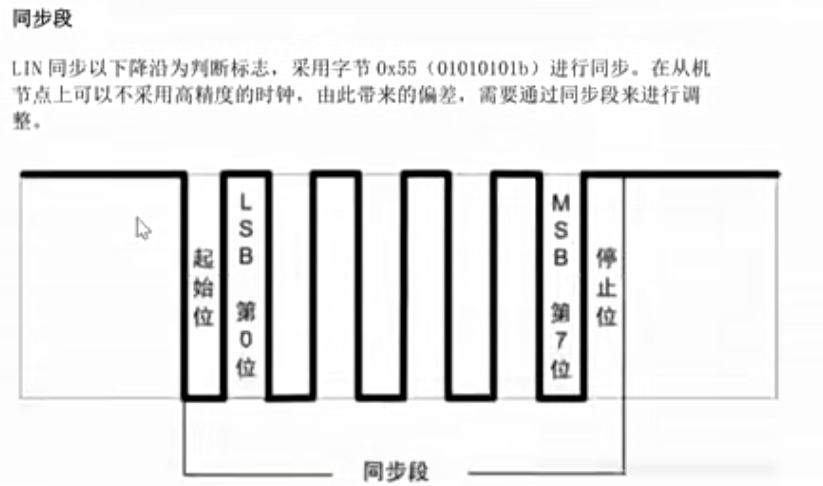 同步段
LIN 同步以下降沿为判断标志，采用字节 0x55（01010101b）进行同步。在从机
节点上可以不采用高精度的时钟，由此带来的偏差，需要通过同步段来进行调
整。
起始位
LSB 第0位
MSB 第7位
停止位
同步段